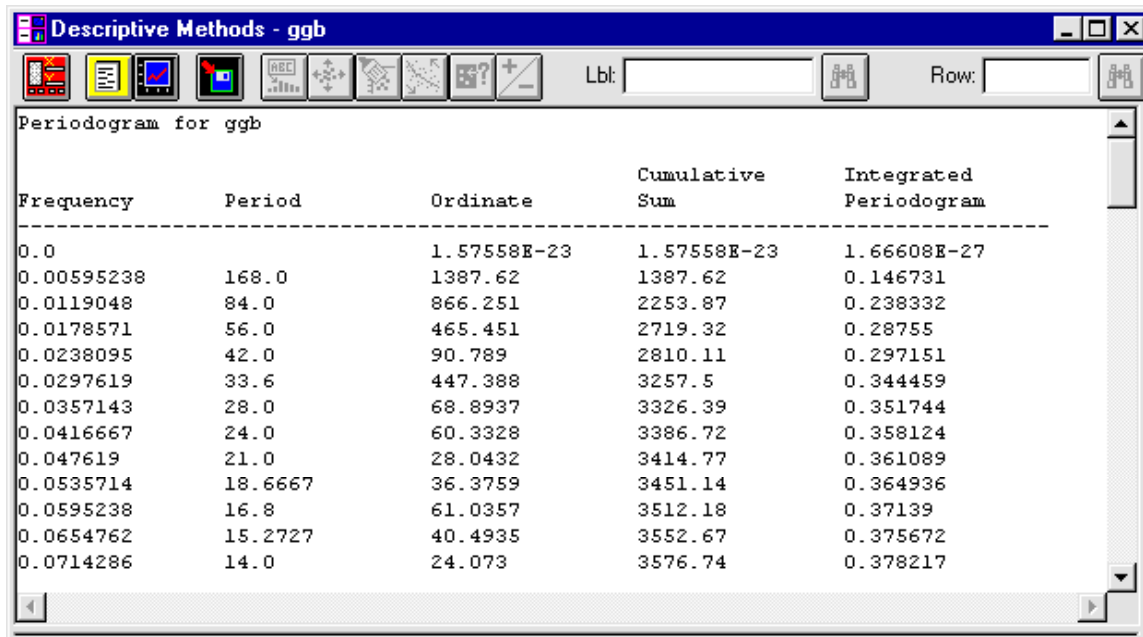 Descriptive Methods - ggb
ABC Lbl: Row:
Periodogram for ggb
Cumulative Integrated
Frequency Period Ordinate Sum Periodogram
--------------------------------------------------------------------------------
0.0 1.57558E-23 1.57558E-23 1.66608E-27
0.00595238 168.0 1387.62 1387.62 0.146731
0.0119048 84.0 866.251 2253.87 0.238332
0.0178571 56.0 465.451 2719.32 0.28755
0.0238095 42.0 90.789 2810.11 0.297151
0.0297619 33.6 447.388 3257.5 0.344459
0.0357143 28.0 68.8937 3326.39 0.351744
0.0416667 24.0 60.3328 3386.72 0.358124
0.047619 21.0 28.0432 3414.77 0.361089
0.0535714 18.6667 36.3759 3451.14 0.364936
0.0595238 16.8 61.0357 3512.18 0.37139
0.0654762 15.2727 40.4935 3552.67 0.375672
0.0714286 14.0 24.073 3576.74 0.378217